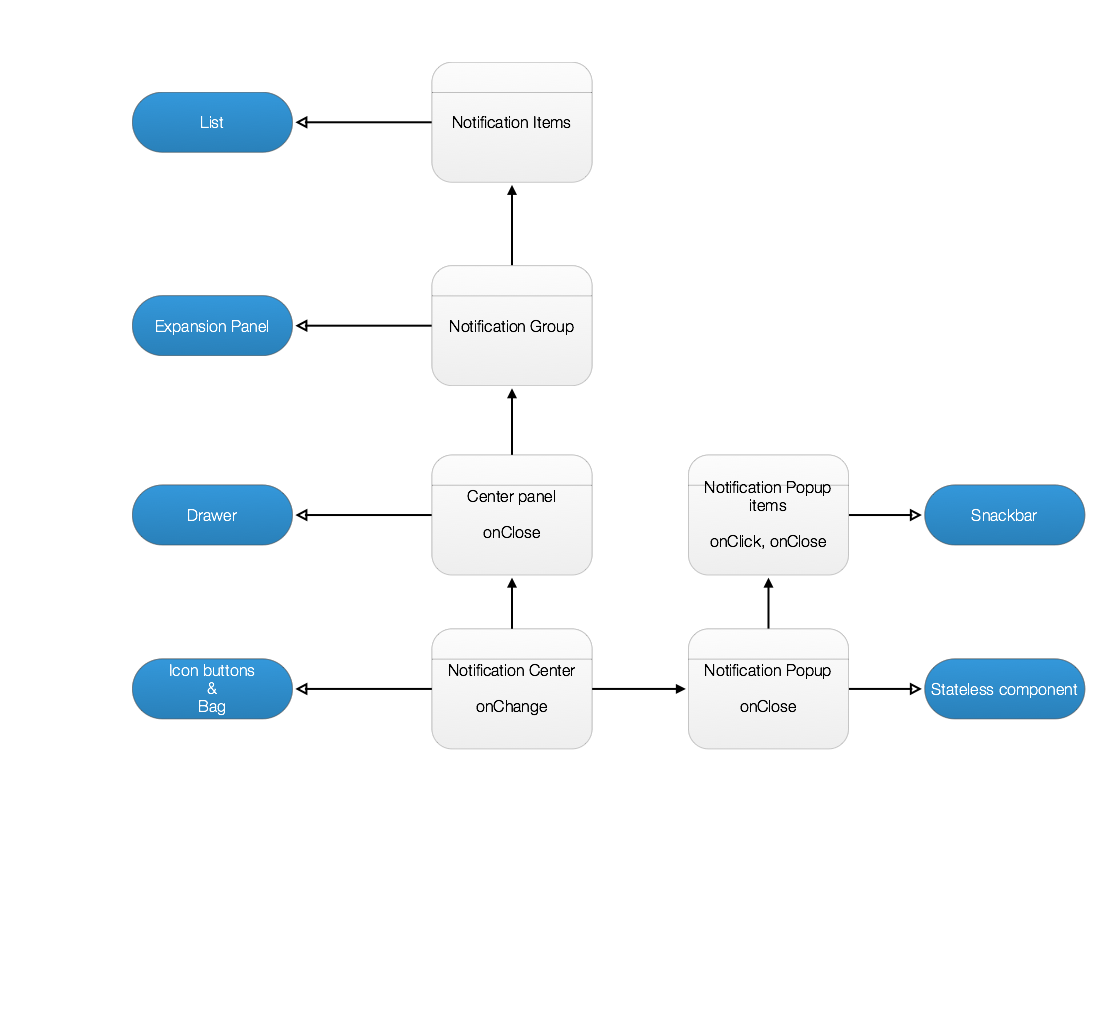 List
Notification Items
Expansion Panel
Notification Group
Drawer
Center panel
onClose
Notification Popup
items
onClick, onClose
Snackbar
Icon buttons
&
Bag
Notification Center
onChange
Notification Popup
onClose
Stateless component